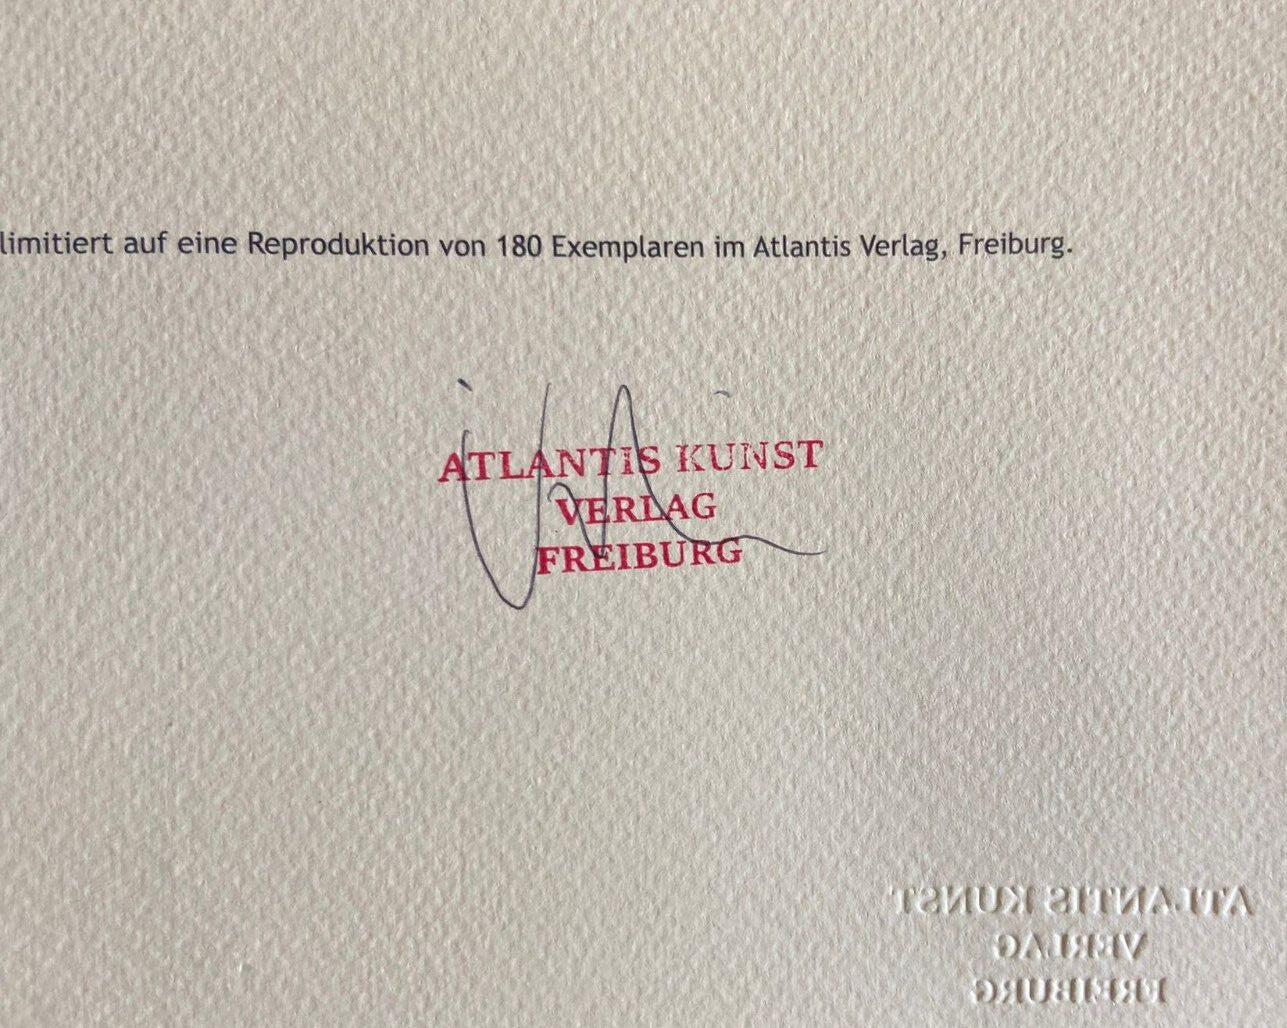 limitiert auf eine Reproduktion von 180 Exemplaren im Atlantis Verlag, Freiburg.
ATLANTIS KUNST
VERLAG
FREIBURG
ATLANTIS KUNST
VERLAG
FREIBURG